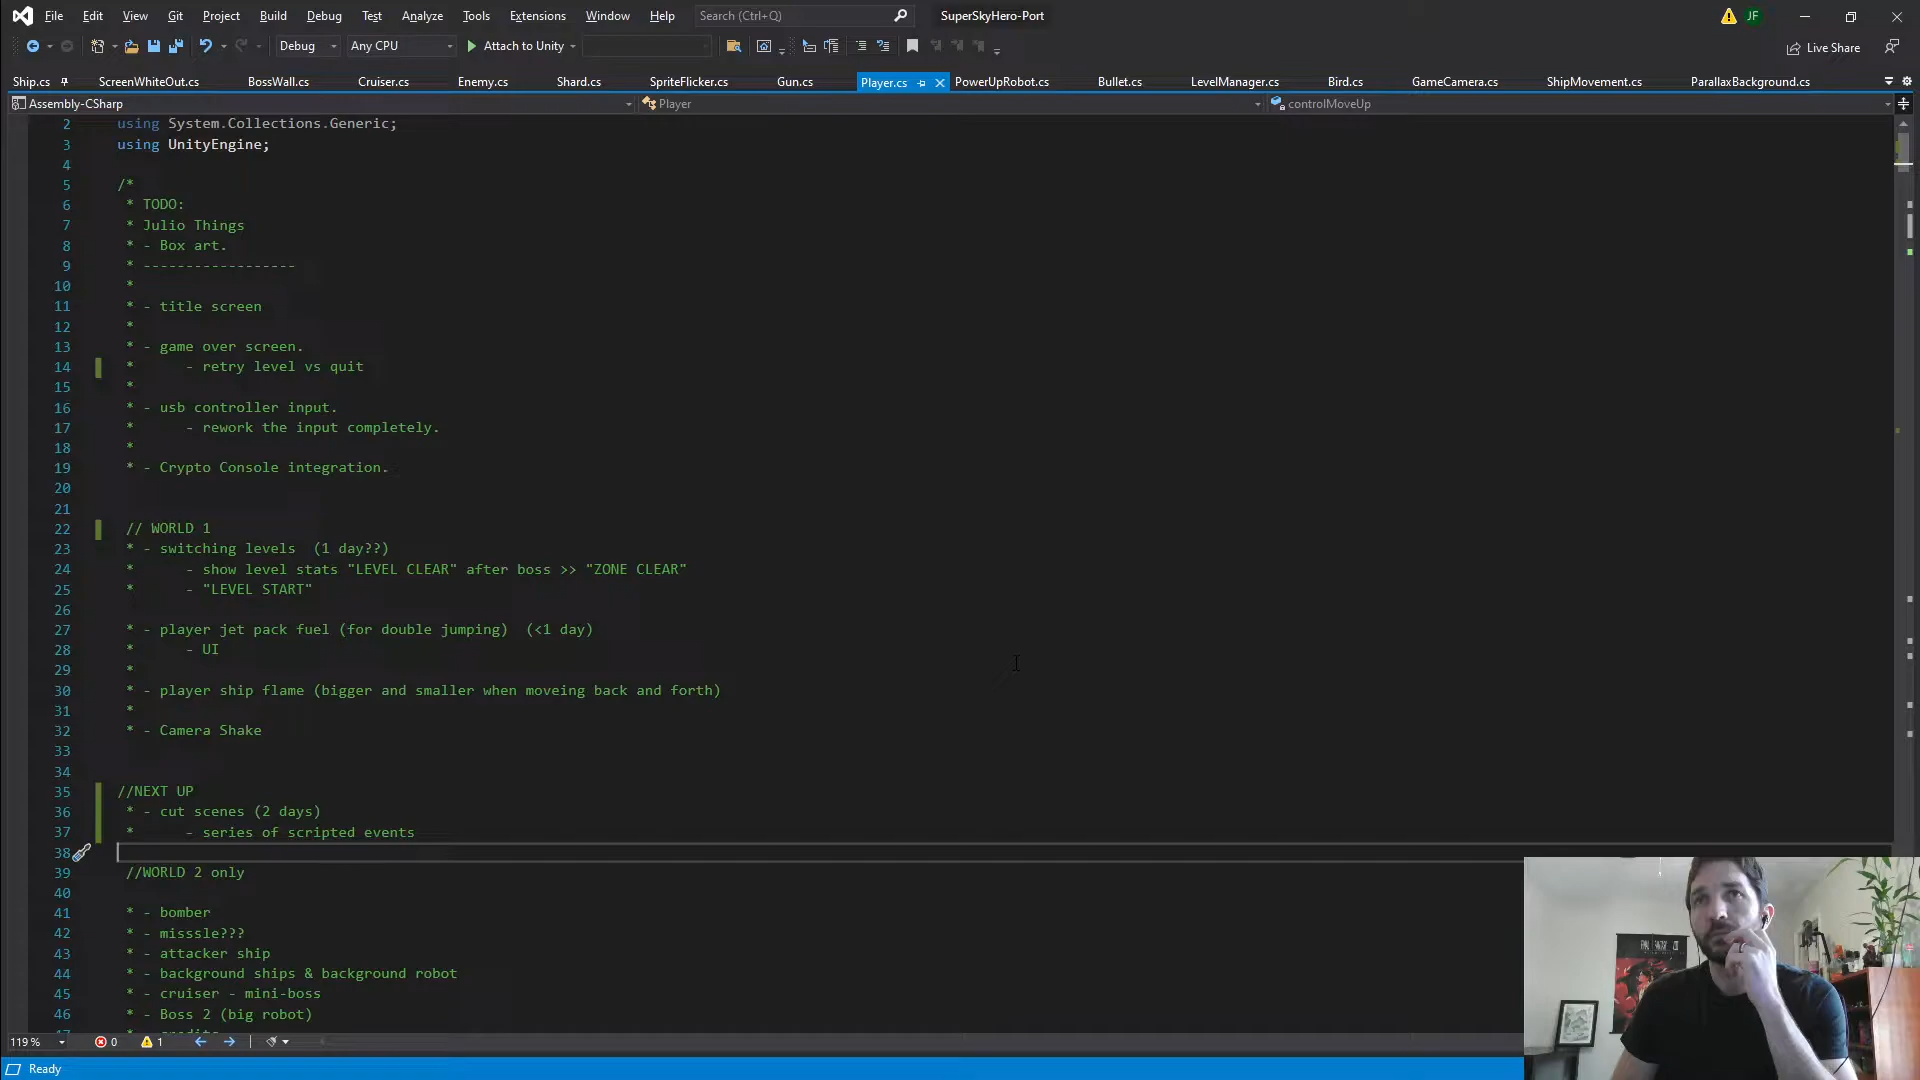 File Edit View Git Project Build Debug Test Analyze Tools Extensions Window Help Search (Ctrl+Q) SuperSkyHero-Port JF
Debug Any CPU Attach to Unity Live Share
Ship.cs ScreenWhiteOut.cs BossWall.cs Cruiser.cs Enemy.cs Shard.cs SpriteFlicker.cs Gun.cs Player.cs PowerUpRobot.cs Bullet.cs LevelManager.cs Bird.cs GameCamera.cs ShipMovement.cs ParallaxBackground.cs
Assembly-CSharp Player controlMoveUp
2 using System.Collections.Generic;
3 using UnityEngine;
4
5 /*
6 * TODO:
7 * Julio Things
8 * - Box art.
9 * ------------------
10 *
11 * - title screen
12 *
13 * - game over screen.
14 * - retry level vs quit
15 *
16 * - usb controller input.
17 * - rework the input completely.
18 *
19 * - Crypto Console integration.
20
21
22 // WORLD 1
23 * - switching levels (1 day??)
24 * - show level stats "LEVEL CLEAR" after boss >> "ZONE CLEAR"
25 * - "LEVEL START"
26
27 * - player jet pack fuel (for double jumping) (<1 day)
28 * - UI
29 *
30 * - player ship flame (bigger and smaller when moveing back and forth)
31 *
32 * - Camera Shake
33
34
35 //NEXT UP
36 * - cut scenes (2 days)
37 * - series of scripted events
38
39 //WORLD 2 only
40
41 * - bomber
42 * - misssle???
43 * - attacker ship
44 * - background ships & background robot
45 * - cruiser - mini-boss
46 * - Boss 2 (big robot)
47 * - credits
119 % 0 1
Ready